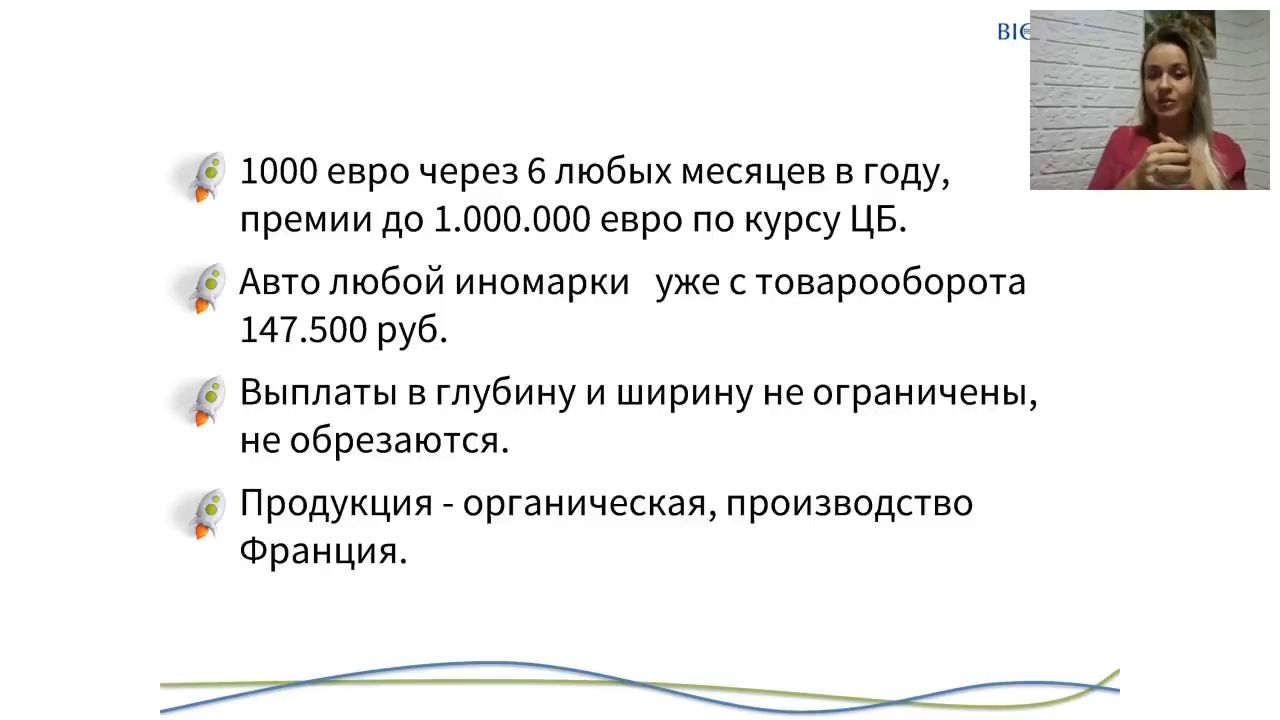 1000 евро через 6 любых месяцев в году,
премии до 1.000.000 евро по курсу ЦБ.
Авто любой иномарки уже с товарооборота
147.500 руб.
Выплаты в глубину и ширину не ограничены,
не обрезаются.
Продукция - органическая, производство
Франция.